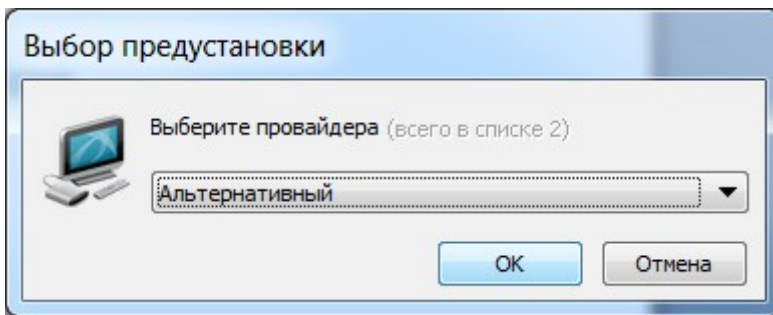 Выбор предустановки
Выберите провайдера (всего в списке 2)
Альтернативный
OK Отмена